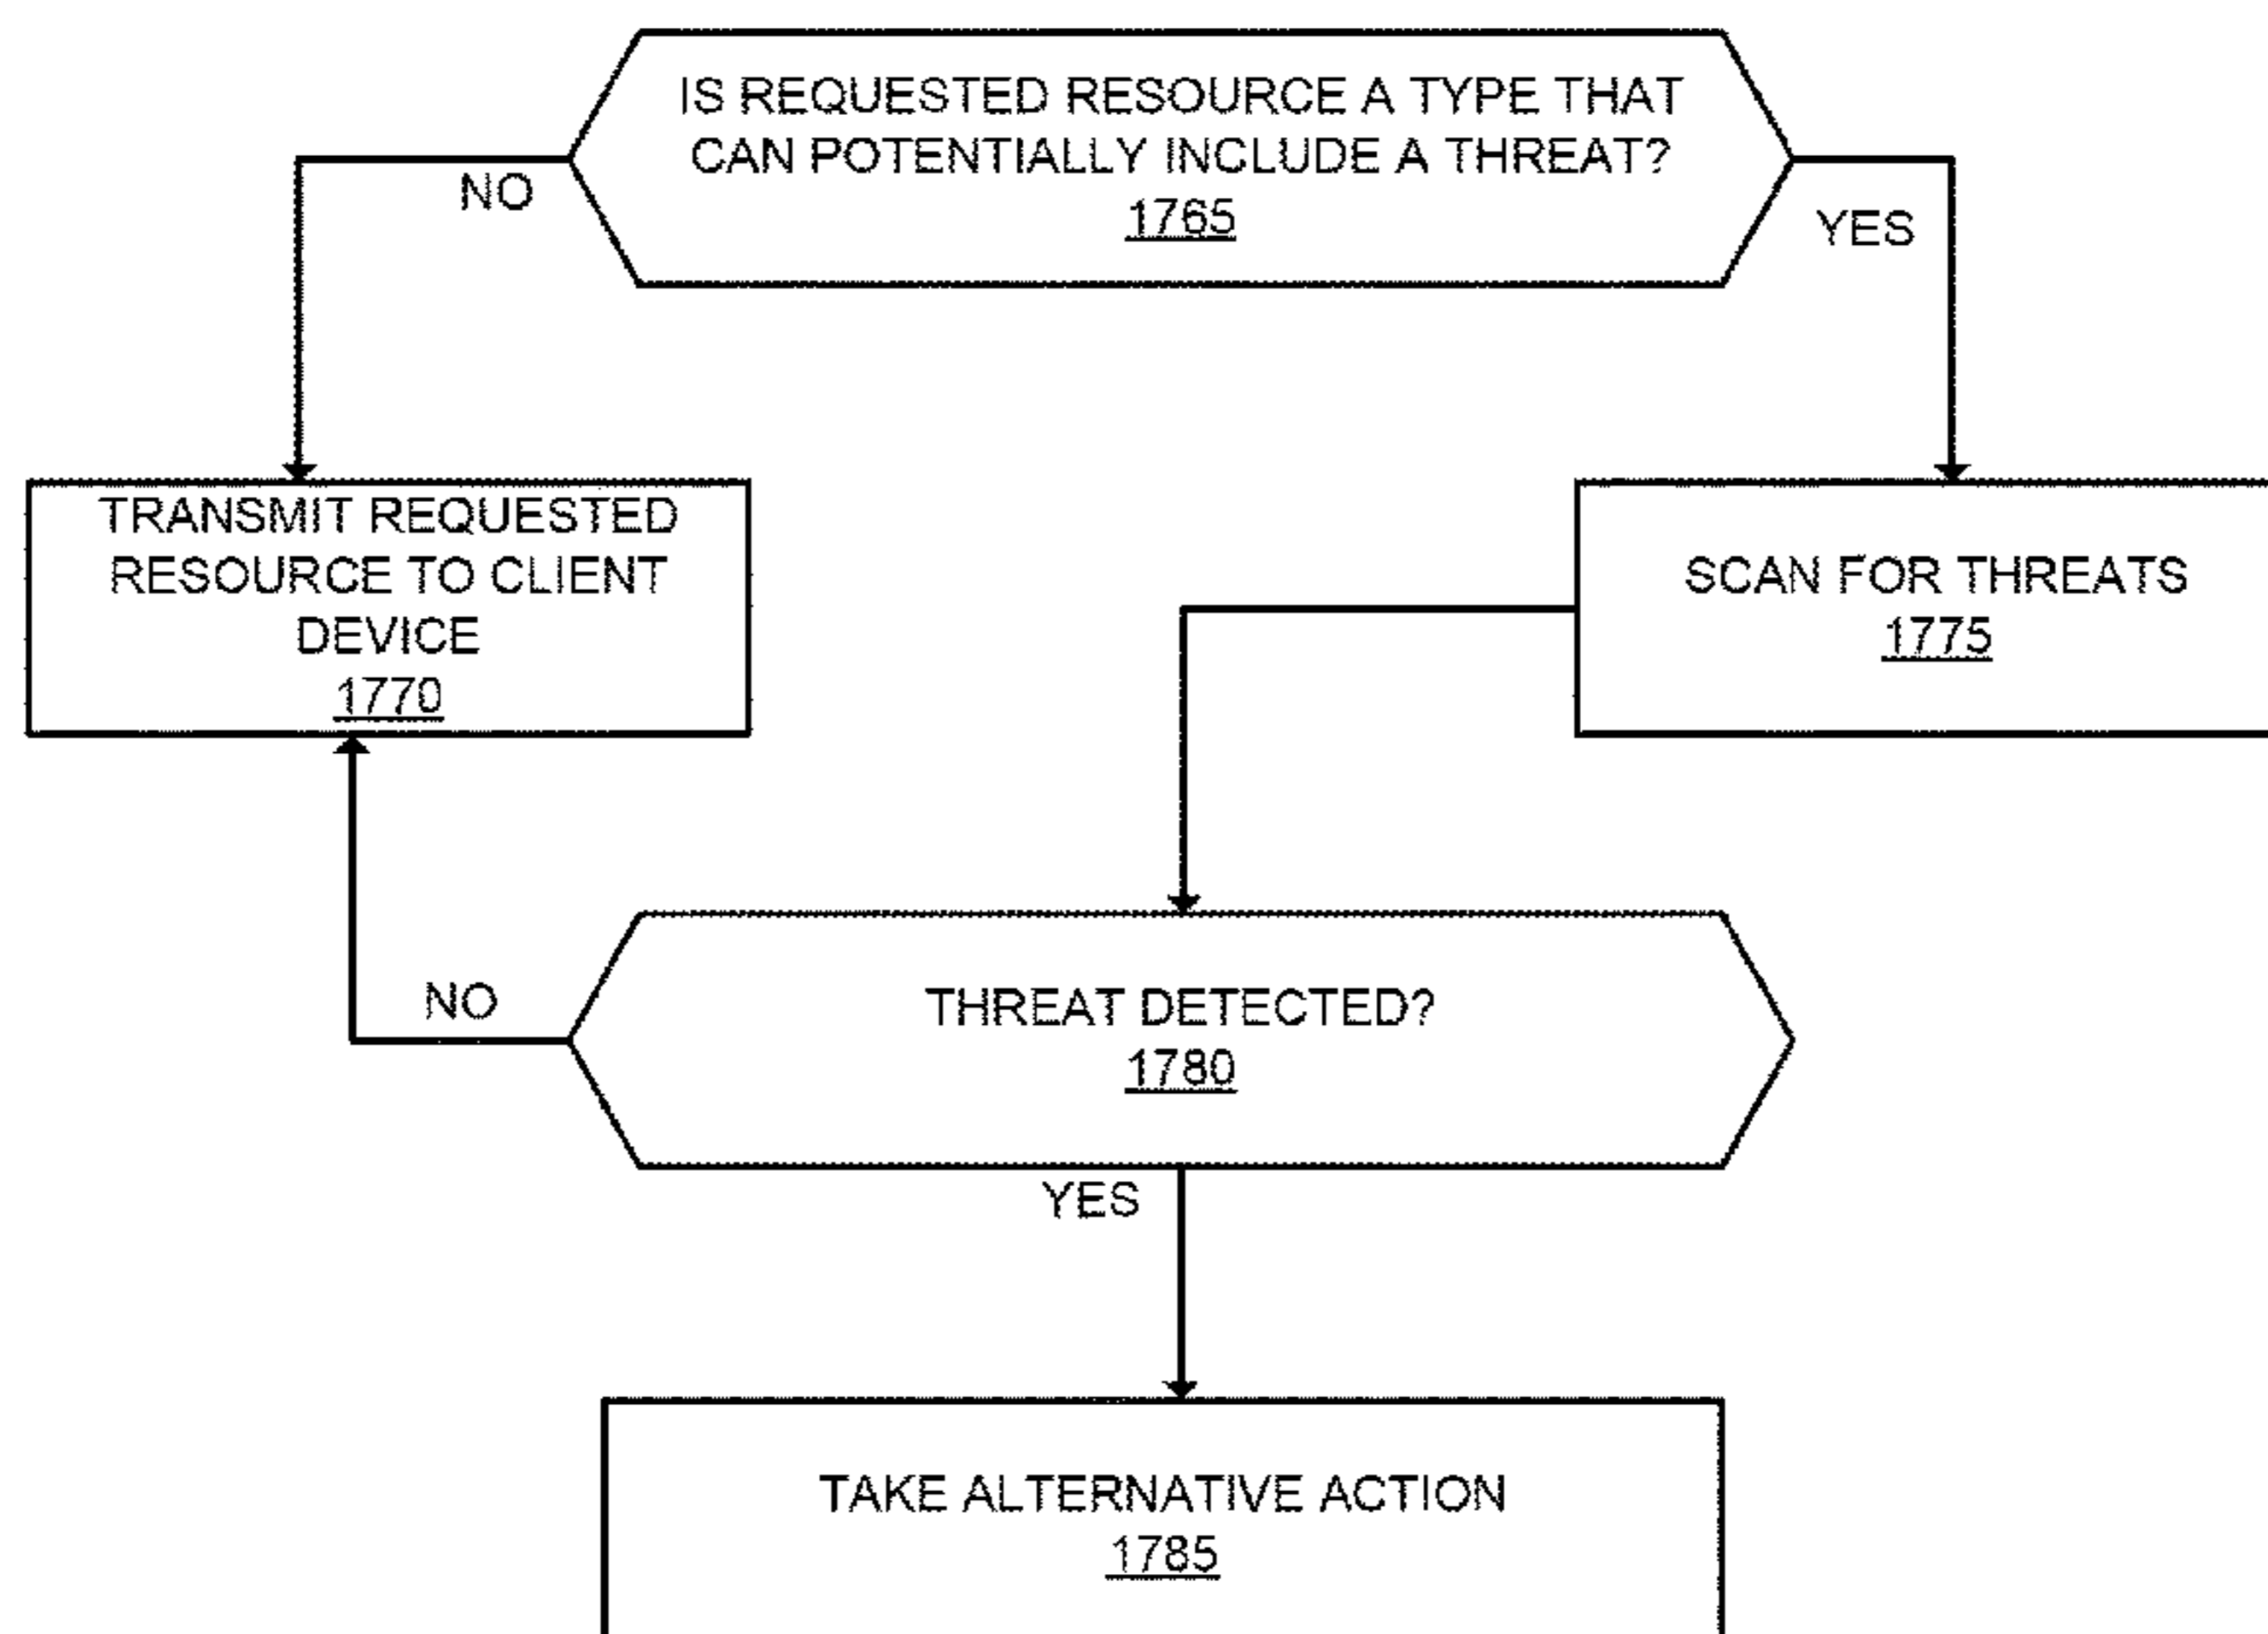 IS REQUESTED RESOURCE A TYPE THAT
CAN POTENTIALLY INCLUDE A THREAT?
1765
NO
YES
TRANSMIT REQUESTED
RESOURCE TO CLIENT
DEVICE
1770
SCAN FOR THREATS
1775
NO
THREAT DETECTED?
1780
YES
TAKE ALTERNATIVE ACTION
1785